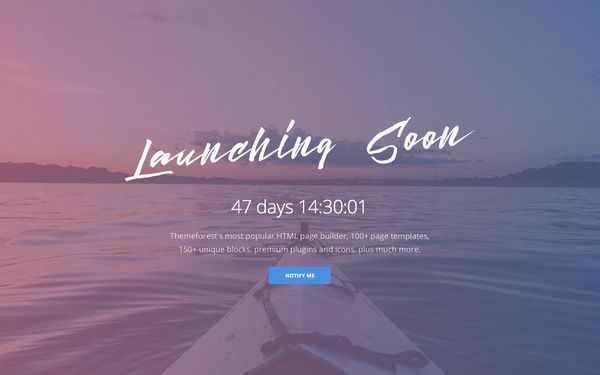 Launching Soon
47 days 14:30:01
Themeforest's most popular HTML page builder, 100+ page templates,
150+ unique blocks, premium plugins and icons, plus much more.
NOTIFY ME